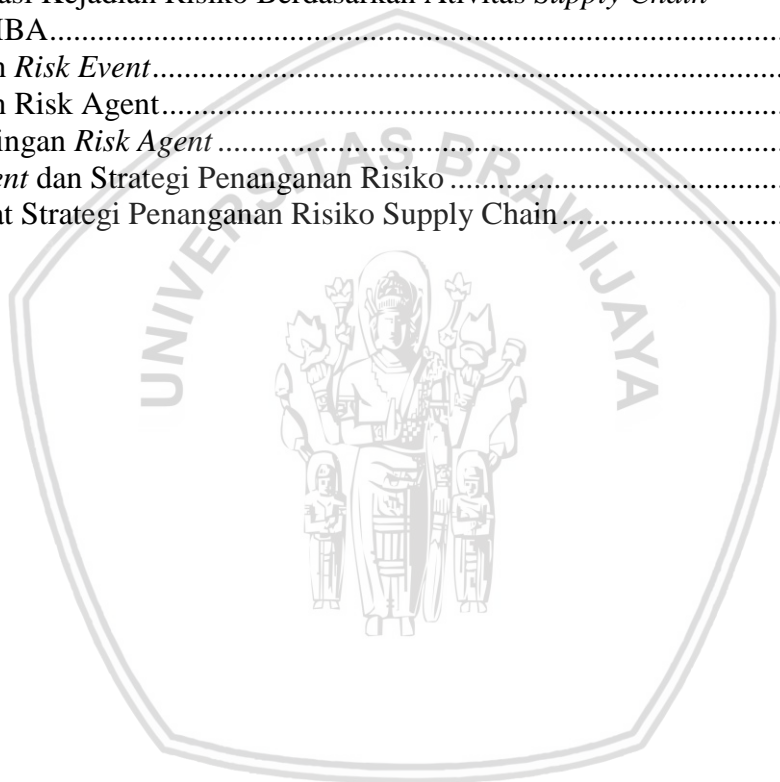 asi Kejadian Risiko Berdasarkan Aktivitas Supply Chain
IBA..........................................................................................................
n Risk Event........................................................................................
n Risk Agent......................................................................................
ingan Risk Agent .............................................................................
ent dan Strategi Penanganan Risiko ..............................................
at Strategi Penanganan Risiko Supply Chain.............................
UNIVERSITAS BRAWIJAYA